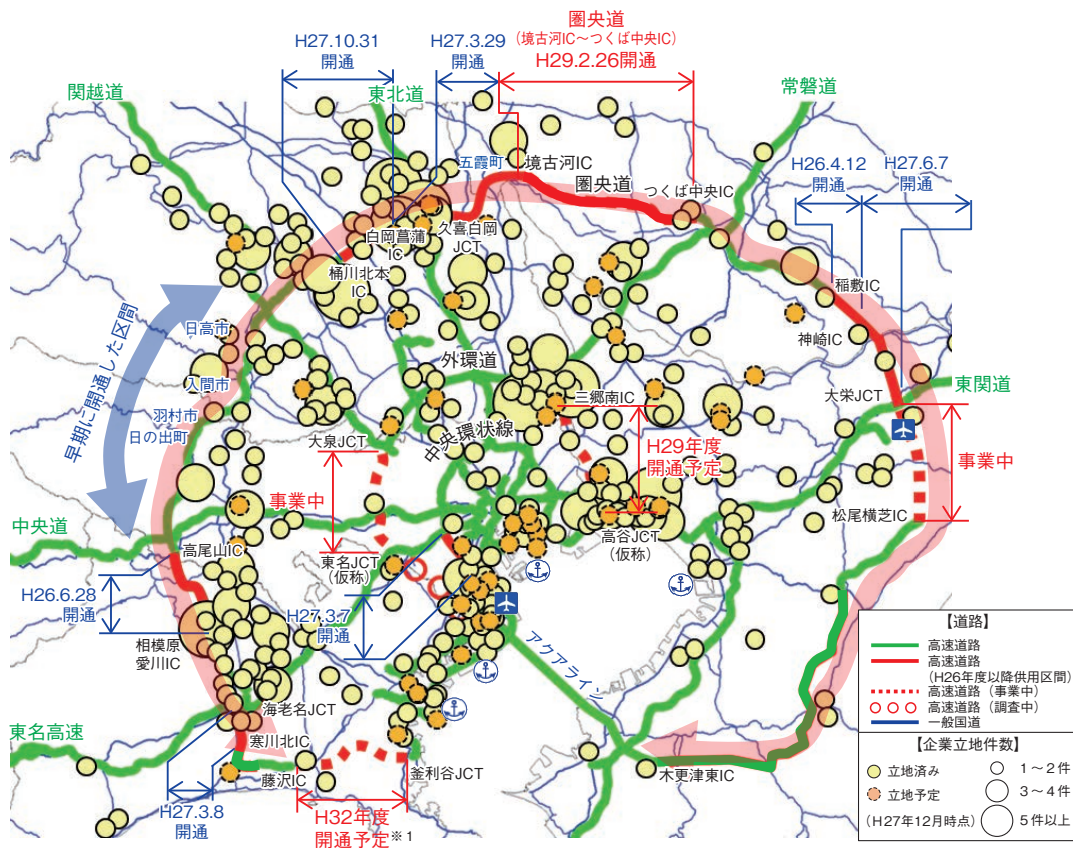 圏央道
（境古河IC～つくば中央IC）
H29.2.26開通
H27.10.31
開通
H27.3.29
開通
関越道
東北道
常磐道
五霞町
境古河IC
圏央道
つくば中央IC
H26.4.12
開通
H27.6.7
開通
久喜白岡
JCT
白岡菖蒲
IC
桶川北本
IC
稲敷IC
神崎IC
早期に開通した区間
日高市
入間市
羽村市
日の出町
外環道
三郷南IC
中央環状線
大泉JCT
大栄JCT
東関道
H29年度
開通予定
事業中
事業中
松尾横芝IC
中央道
高尾山IC
東名JCT
（仮称）
高谷JCT
（仮称）
H26.6.28
開通
H27.3.7
開通
相模原
愛川IC
アクアライン
海老名JCT
東名高速
寒川北IC
藤沢IC
釜利谷JCT
木更津東IC
H27.3.8
開通
H32年度
開通予定※1
【道路】
高速道路
高速道路
（H26年度以降供用区間）
高速道路（事業中）
高速道路（調査中）
一般国道
【企業立地件数】
立地済み
1～2件
立地予定
3～4件
（H27年12月時点）
5件以上